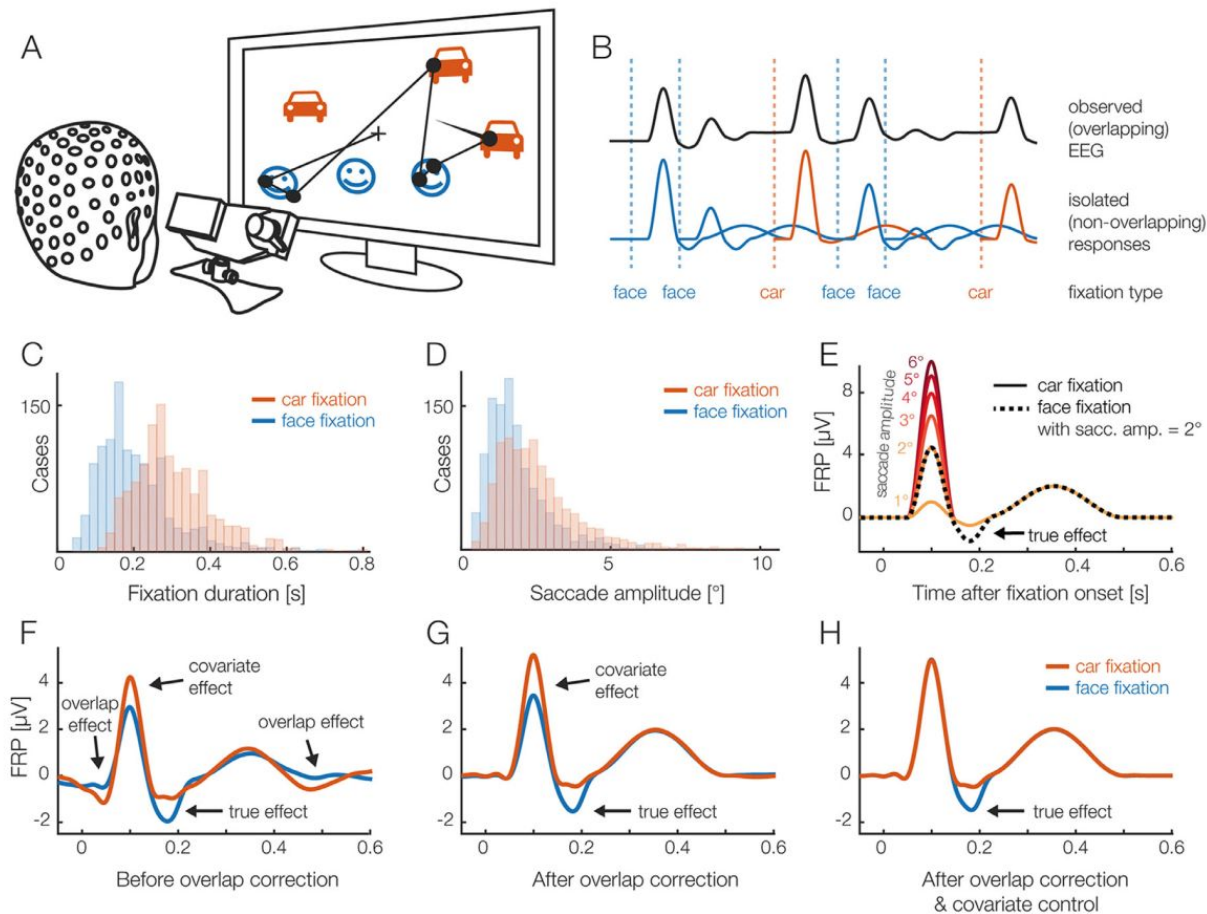 A
B
observed
(overlapping)
EEG
isolated
(non-overlapping)
responses
face face car face face car fixation type
C
150
Cases
car fixation
face fixation
0 0.2 0.4 0.6 0.8
Fixation duration [s]
D
150
Cases
car fixation
face fixation
0 5 10
Saccade amplitude [°]
E
8
4
0
FRP [µV]
saccade amplitude
6°
5°
4°
3°
2°
1°
car fixation
face fixation
with sacc. amp. = 2°
true effect
0 0.2 0.4 0.6
Time after fixation onset [s]
F
4
2
0
-2
FRP [µV]
covariate
effect
overlap
effect
overlap effect
true effect
0 0.2 0.4 0.6
Before overlap correction
G
4
2
0
-2
covariate
effect
true effect
0 0.2 0.4 0.6
After overlap correction
H
4
2
0
-2
car fixation
face fixation
true effect
0 0.2 0.4 0.6
After overlap correction
& covariate control